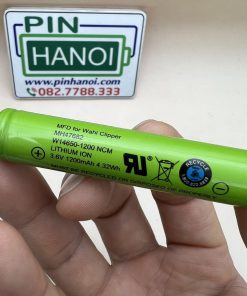 PIN
HANOI
www.pinhanoi.com
082.7788.333
MFD for Wahl Clipper
MH47682
W14650-1200 NCM
LITHIUM ION
3.6V 1200mAh 4.32Wh